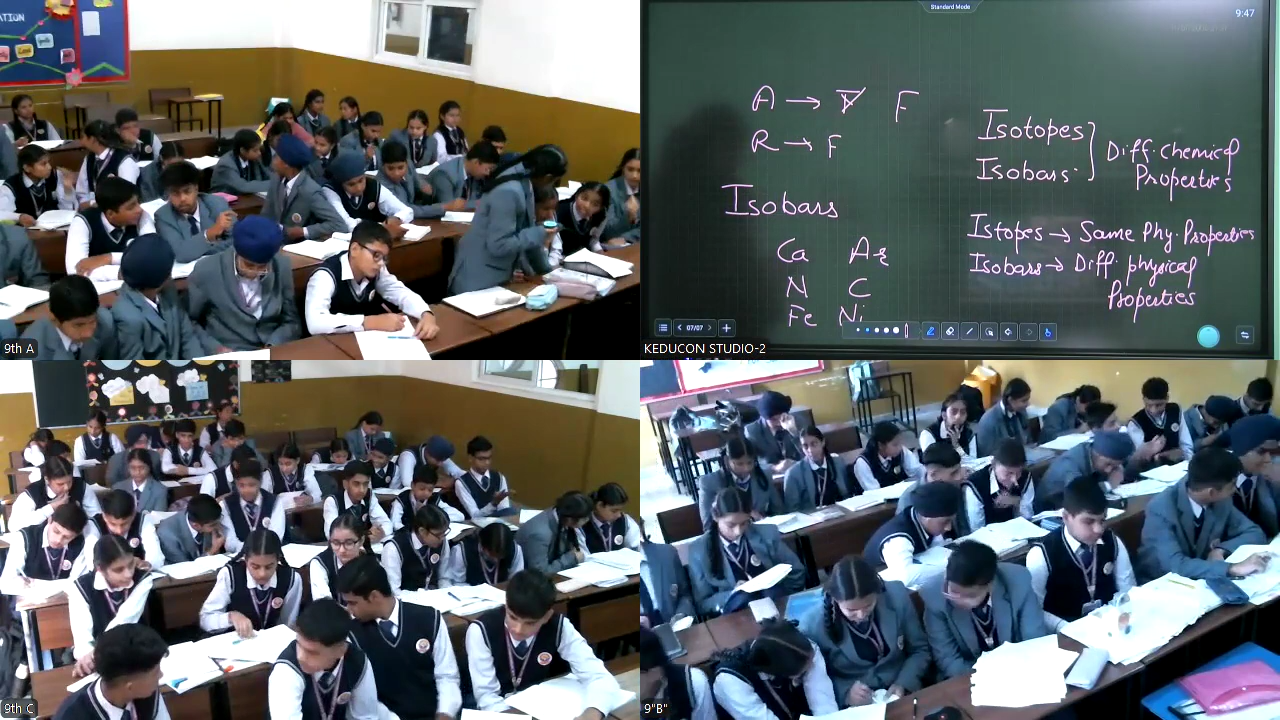 ATION
9th A
Standard Mode
9:47
A → F
R → F
Isotopes
Isobars
Diff. Chemical
Properties
Isobars
Ca Ar
N C
Fe Ni
Istopes → Same Phy. Properties
Isobars → Diff. physical
Properties
07/07
KEDUCON STUDIO-2
9th C
9"B"